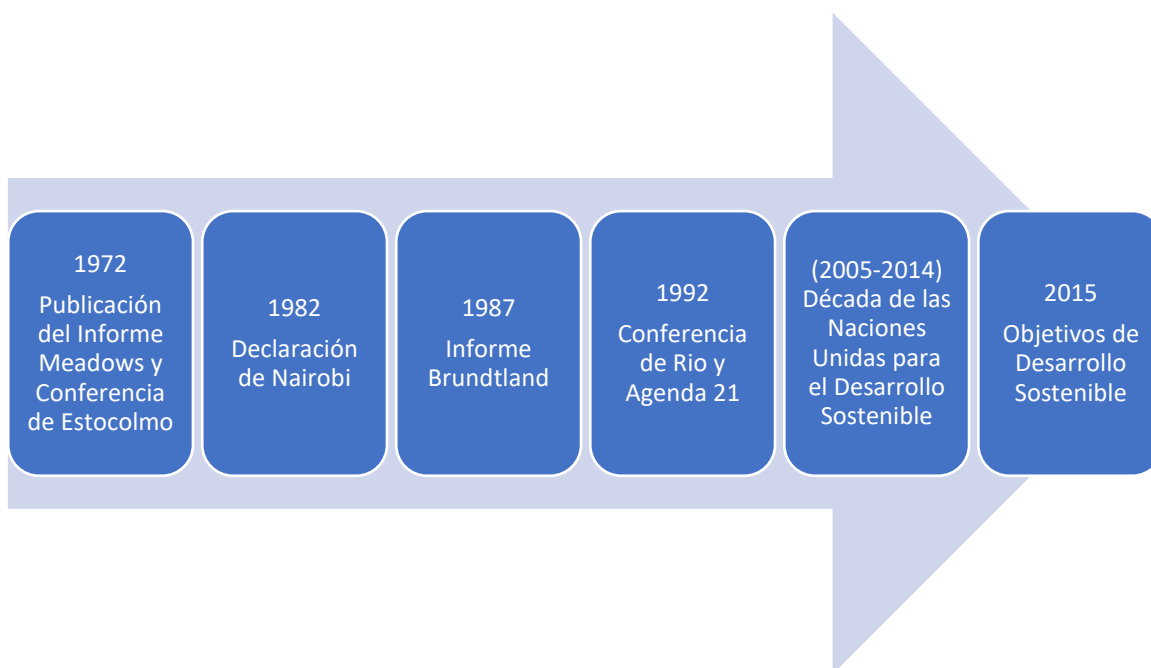 1972
Publicación
del Informe
Meadows y
Conferencia
de Estocolmo
1982
Declaración
de Nairobi
1987
Informe
Brundtland
1992
Conferencia
de Rio y
Agenda 21
(2005-2014)
Década de las
Naciones
Unidas para
el Desarrollo
Sostenible
2015
Objetivos de
Desarrollo
Sostenible